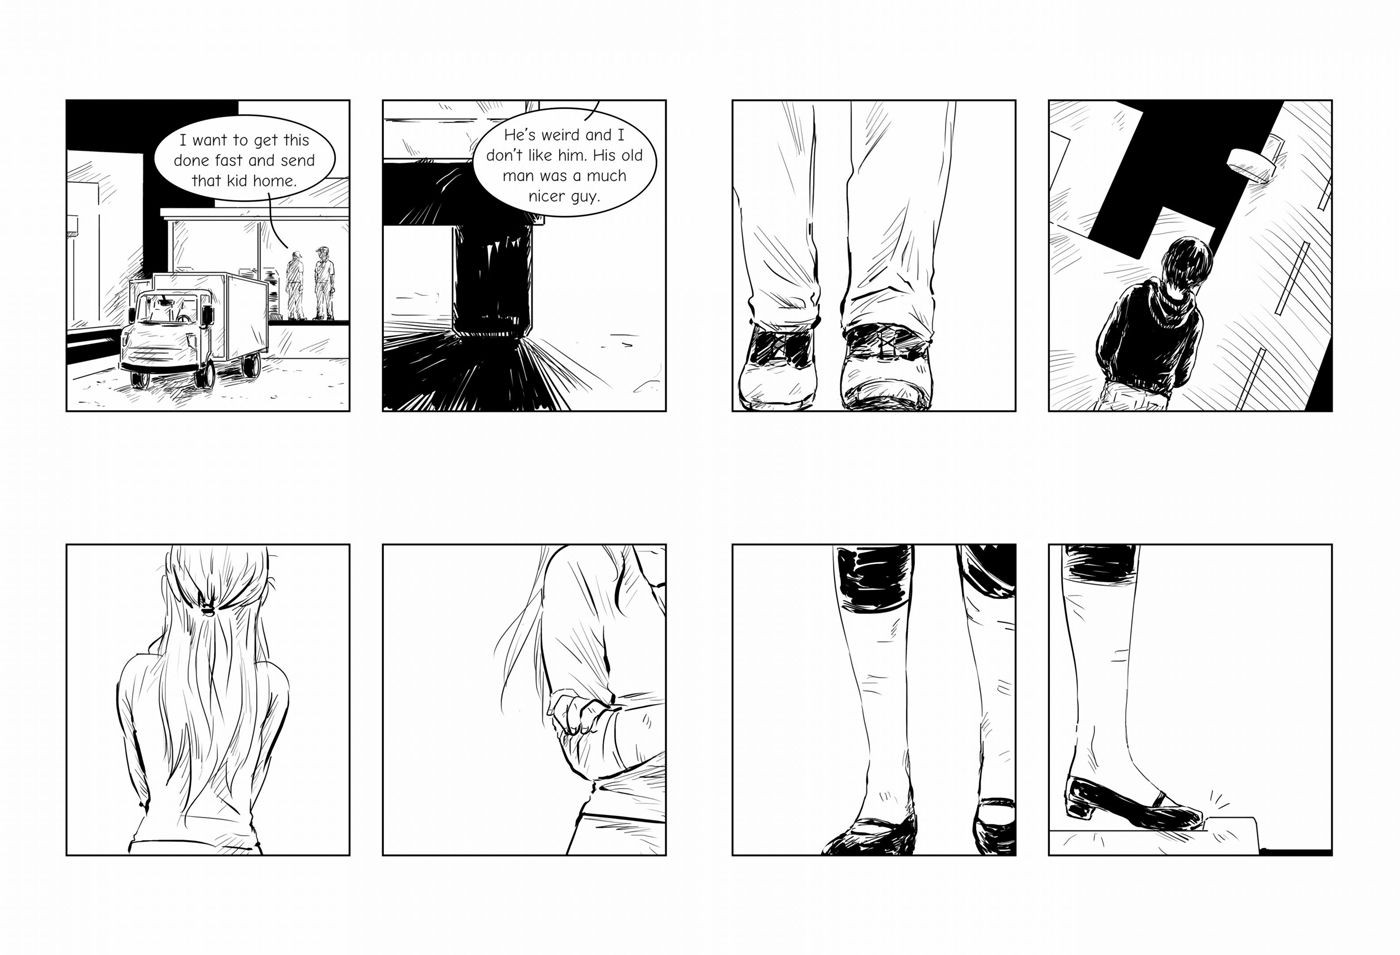 I want to get this
done fast and send
that kid home.
He's weird and I
don't like him. His old
man was a much
nicer guy.